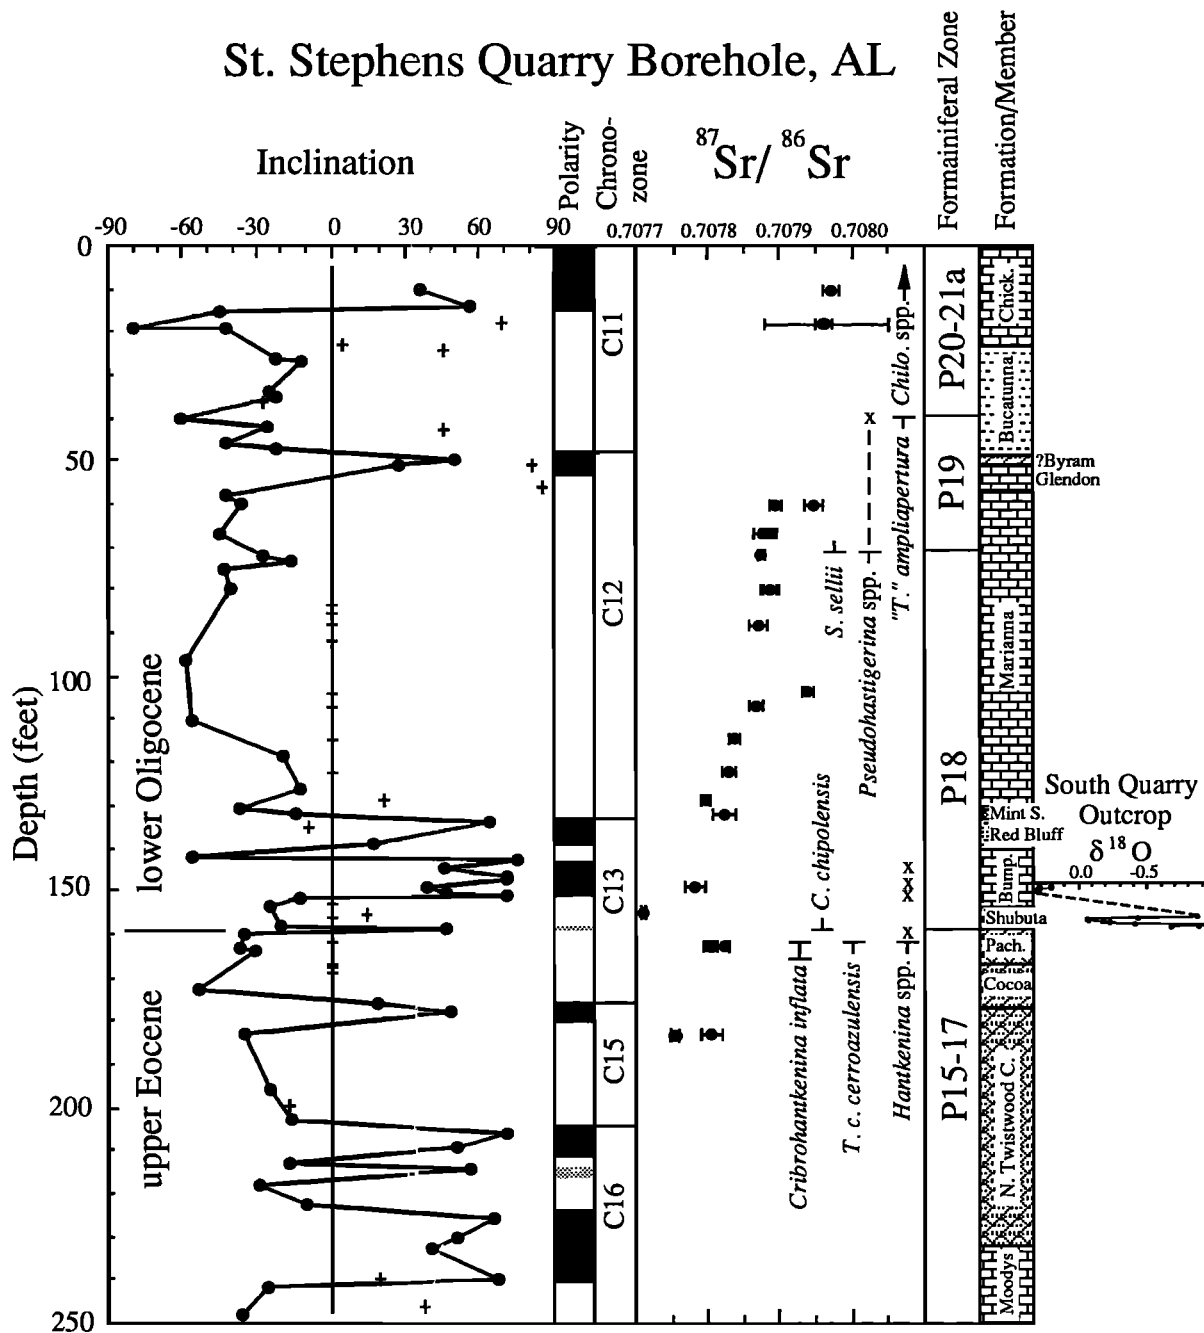 St. Stephens Quarry Borehole, AL
Inclination
Polarity
Chrono-
zone
87Sr/ 86Sr
Formainiferal Zone
Formation/Member
-90 -60 -30 0 30 60 90
0.7077 0.7078 0.7079 0.7080
Depth (feet)
0
50
100
150
200
250
lower Oligocene
upper Eocene
C11
C12
C13
C15
C16
Cribrohantkenina inflata
C. chipolensis
S. sellii
T. c. cerroazulensis
Pseudohastigerina spp.
Hantkenina spp.
"T." ampliapertura
Chilo. spp.
x
x
x
x
x
P20-21a
P19
P18
P15-17
Chick.
Bucatunna
?Byram
Glendon
Marianna
Mint S.
Red Bluff
Bump.
Shubuta
Pach.
Cocoa
N. Twistwood C.
Moodys
South Quarry
Outcrop
δ18O
0.0 -0.5